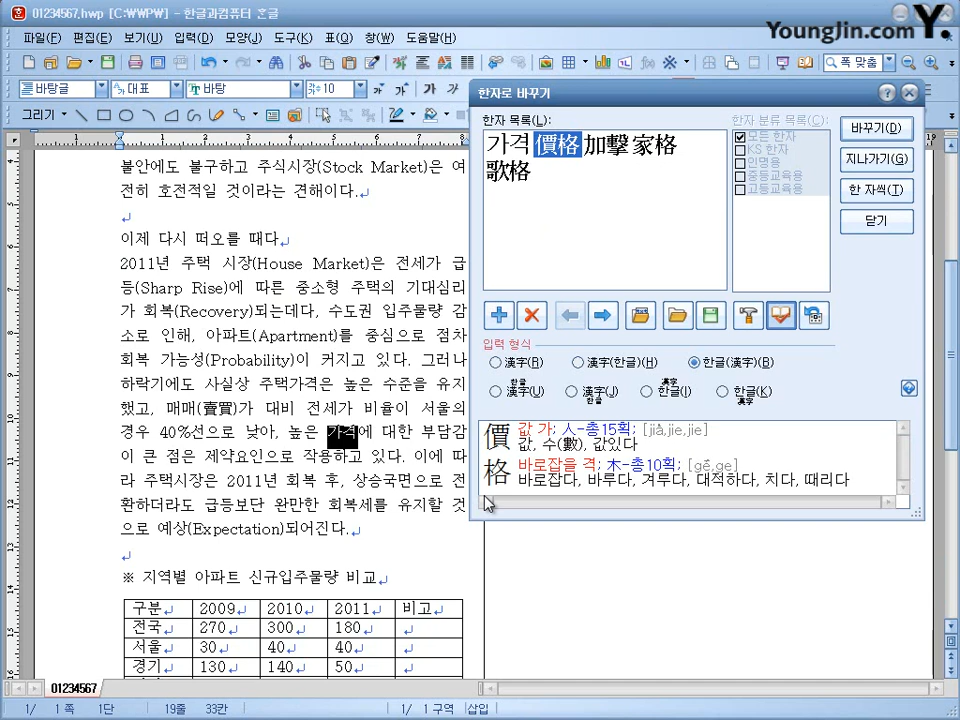 01234567.hwp [C:₩WP₩] - 한글과컴퓨터 흔글
YoungJin.com Y.
파일(F) 편집(E) 보기(U) 입력(D) 모양(J) 도구(K) 표(Q) 창(W) 도움말(H)
폭 맞춤
바탕글 대표 바탕 10 가 가
그리기
한자로 바꾸기
한자 목록(L):
한자 분류 목록(C):
가격 價格 加擊 家格
歌格
모든 한자
KS 한자
인명용
중등교육용
고등교육용
바꾸기(D)
지나가기(G)
한 자씩(T)
닫기
입력 형식
漢字(R) 漢字(한글)(H) 한글(漢字)(B)
한글 漢字(U) 漢字(J) 한글 漢字 한글(I) 한글(K) 漢字
價 값 가; 人-총15획; [jià,jie,jie]
값, 수(數), 값있다
格 바로잡을 격; 木-총10획; [gé,ge]
바로잡다, 바루다, 겨루다, 대적하다, 치다, 때리다
불안에도 불구하고 주식시장(Stock Market)은 여
전히 호전적일 것이라는 견해이다.
이제 다시 떠오를 때다
2011년 주택 시장(House Market)은 전세가 급
등(Sharp Rise)에 따른 중소형 주택의 기대심리
가 회복(Recovery)되는데다, 수도권 입주물량 감
소로 인해, 아파트(Apartment)를 중심으로 점차
회복 가능성(Probability)이 커지고 있다. 그러나
하락기에도 사실상 주택가격은 높은 수준을 유지
했고, 매매(賣買)가 대비 전세가 비율이 서울의
경우 40%선으로 낮아, 높은 가격에 대한 부담감
이 큰 점은 제약요인으로 작용하고 있다. 이에 따
라 주택시장은 2011년 회복 후, 상승국면으로 전
환하더라도 급등보단 완만한 회복세를 유지할 것
으로 예상(Expectation)되어진다.
※ 지역별 아파트 신규입주물량 비교
구분 2009 2010 2011 비고
전국 270 300 180
서울 30 40 40
경기 130 140 50
01234567
1/ 1 쪽 1단 19줄 33칸 1/ 1 구역 삽입